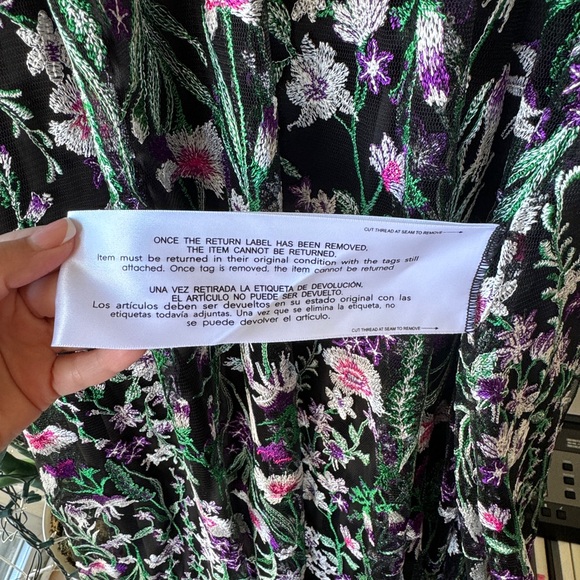 CUT THREAD AT SEAM TO REMOVE
ONCE THE RETURN LABEL HAS BEEN REMOVED,
THE ITEM CANNOT BE RETURNED.
Item must be returned in their original condition with the tags still
attached. Once tag is removed, the item cannot be returned
UNA VEZ RETIRADA LA ETIQUETA DE DEVOLUCIÓN,
EL ARTÍCULO NO PUEDE SER DEVUELTO.
Los artículos deben ser devueltos en su estado original con las
etiquetas todavía adjuntas. Una vez que se elimina la etiqueta, no
se puede devolver el artículo.
CUT THREAD AT SEAM TO REMOVE